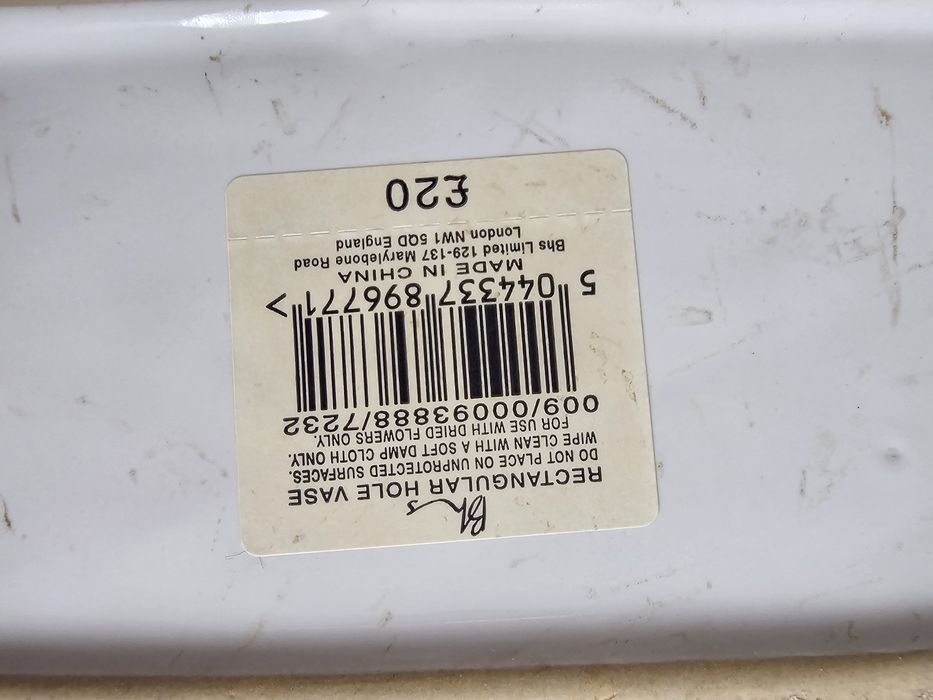 Bhs
RECTANGULAR HOLE VASE
DO NOT PLACE ON UNPROTECTED SURFACES.
WIPE CLEAN WITH A SOFT DAMP CLOTH ONLY.
FOR USE WITH DRIED FLOWERS ONLY.
009/00093888/7232
5 044337 896771 >
MADE IN CHINA
Bhs Limited 129-137 Marylebone Road
London NW1 5QD England
£20